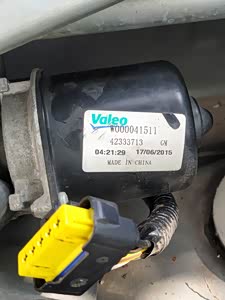 Valeo
W000041511
42333713 GM
04:21:29 17/06/2015
MADE IN CHINA